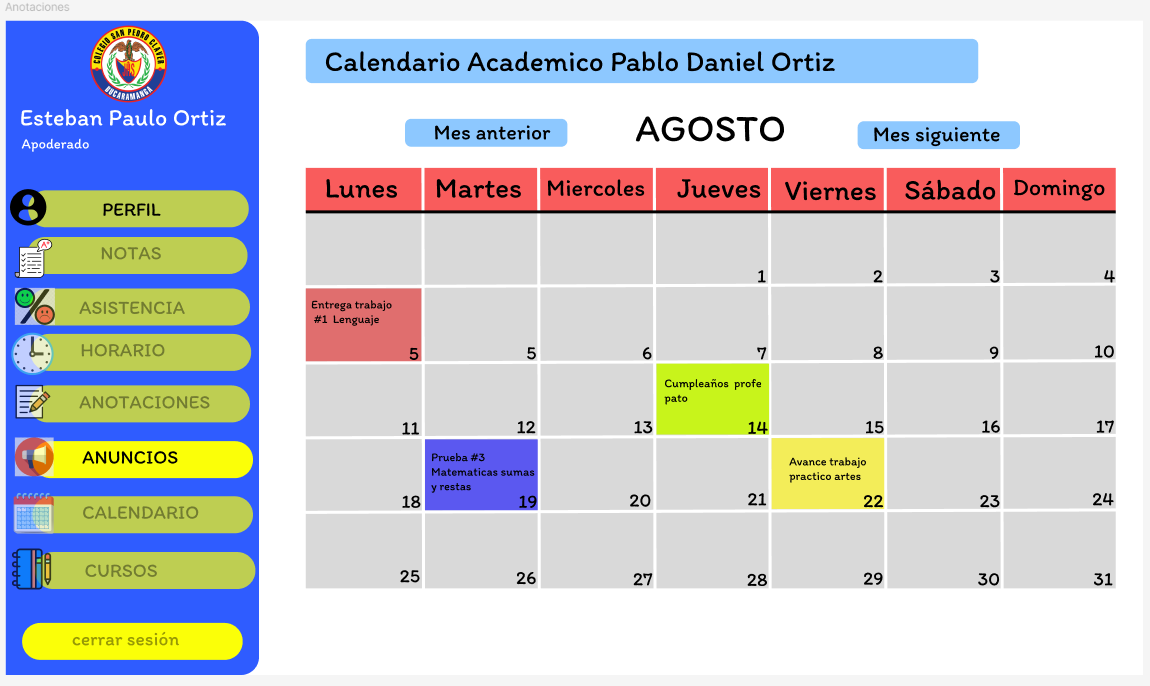 Anotaciones
COLEGIO SAN PEDRO CLAVER
BUCARAMANGA
Esteban Paulo Ortiz
Apoderado
PERFIL
NOTAS
A+
ASISTENCIA
HORARIO
ANOTACIONES
ANUNCIOS
CALENDARIO
CURSOS
cerrar sesión
Calendario Academico Pablo Daniel Ortiz
Mes anterior
AGOSTO
Mes siguiente
Lunes Martes Miercoles Jueves Viernes Sábado Domingo
1 2 3 4
Entrega trabajo
#1 Lenguaje
5 5 6 7 8 9 10
Cumpleaños profe
pato
11 12 13 14 15 16 17
Prueba #3
Matematicas sumas
y restas
Avance trabajo
practico artes
18 19 20 21 22 23 24
25 26 27 28 29 30 31